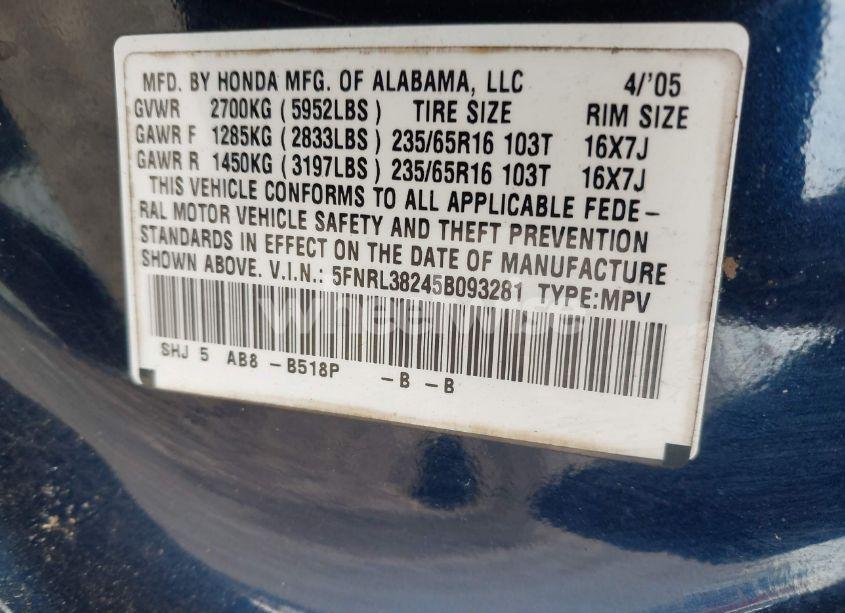 MFD. BY HONDA MFG. OF ALABAMA, LLC 4/'05
GVWR 2700KG (5952LBS) TIRE SIZE RIM SIZE
GAWR F 1285KG (2833LBS) 235/65R16 103T 16X7J
GAWR R 1450KG (3197LBS) 235/65R16 103T 16X7J
THIS VEHICLE CONFORMS TO ALL APPLICABLE FEDE-
RAL MOTOR VEHICLE SAFETY AND THEFT PREVENTION
STANDARDS IN EFFECT ON THE DATE OF MANUFACTURE
SHOWN ABOVE. V.I.N.: 5FNRL38245B093281 TYPE:MPV
SHJ 5 AB8 -B518P -B -B